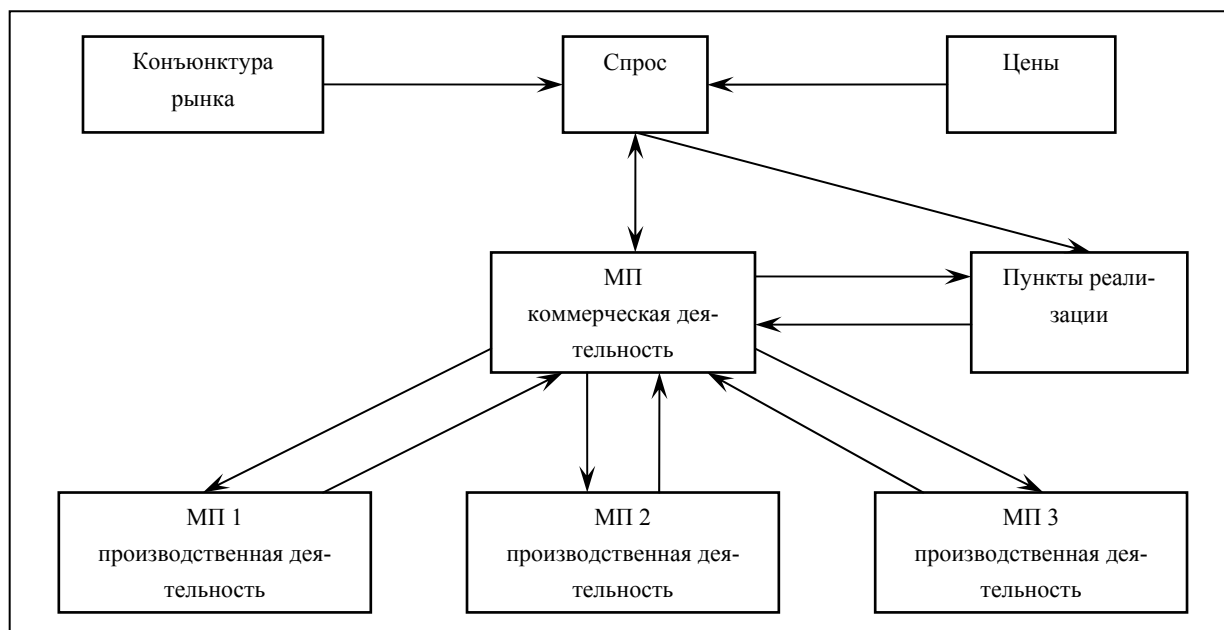 Конъюнктура
рынка
Спрос
Цены
МП
коммерческая дея-
тельность
Пункты реали-
зации
МП 1
производственная дея-
тельность
МП 2
производственная дея-
тельность
МП 3
производственная дея-
тельность